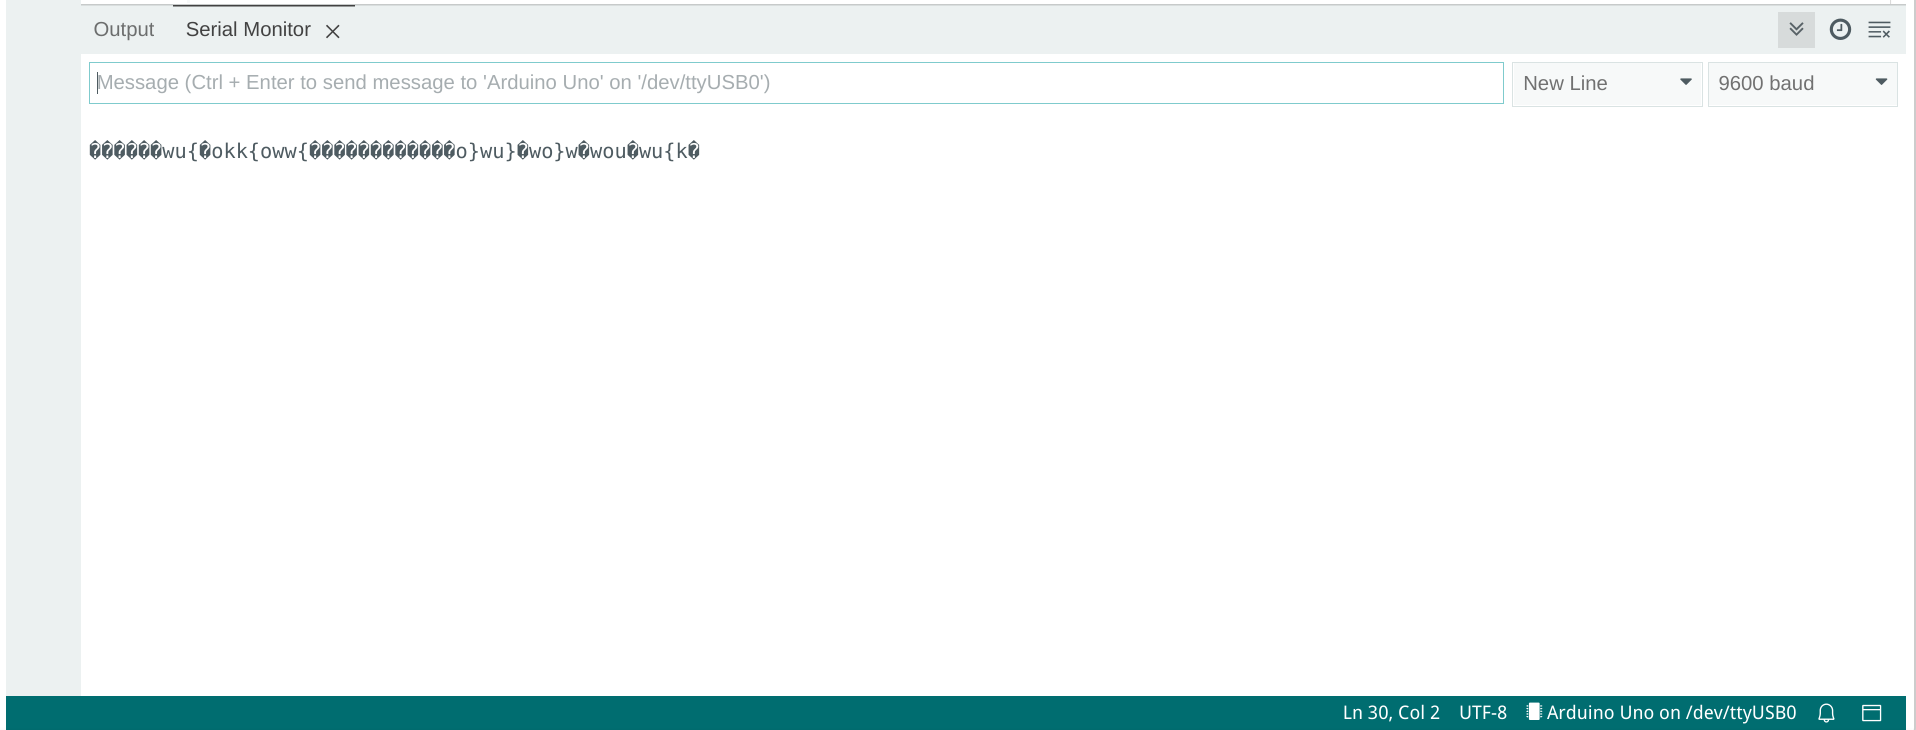 Output
Serial Monitor
Message (Ctrl + Enter to send message to 'Arduino Uno' on '/dev/ttyUSB0')
New Line
9600 baud
������wu{�okk{oww{������������o}wu}�wo}w�wou�wu{k�
Ln 30, Col 2
UTF-8
Arduino Uno on /dev/ttyUSB0